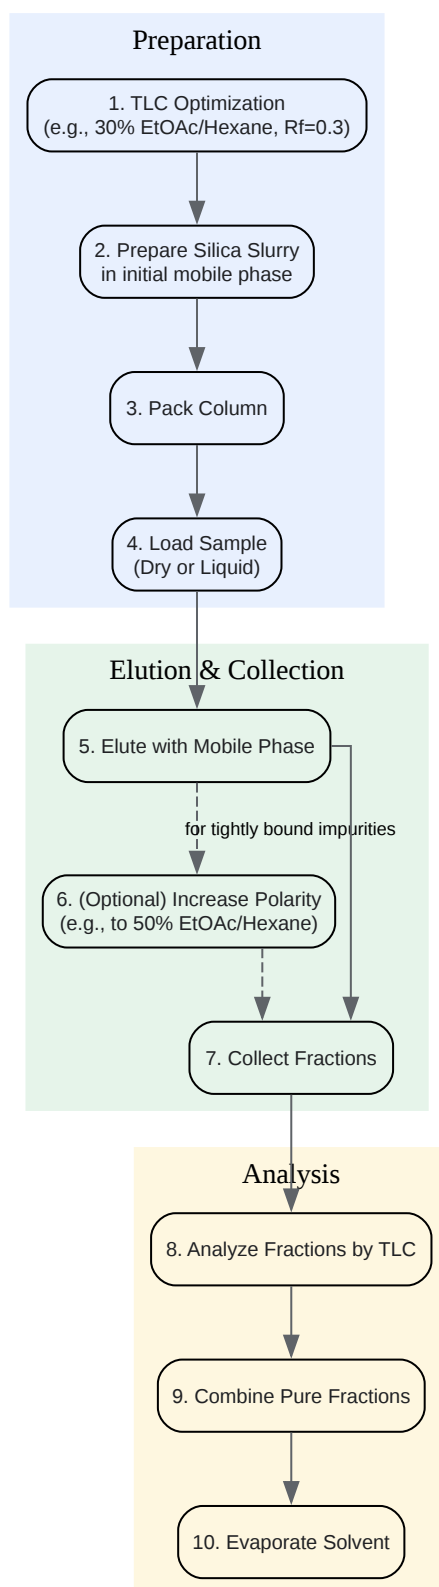 Preparation
1. TLC Optimization
(e.g., 30% EtOAc/Hexane, Rf=0.3)
2. Prepare Silica Slurry
in initial mobile phase
3. Pack Column
4. Load Sample
(Dry or Liquid)
Elution & Collection
5. Elute with Mobile Phase
for tightly bound impurities
6. (Optional) Increase Polarity
(e.g., to 50% EtOAc/Hexane)
7. Collect Fractions
Analysis
8. Analyze Fractions by TLC
9. Combine Pure Fractions
10. Evaporate Solvent